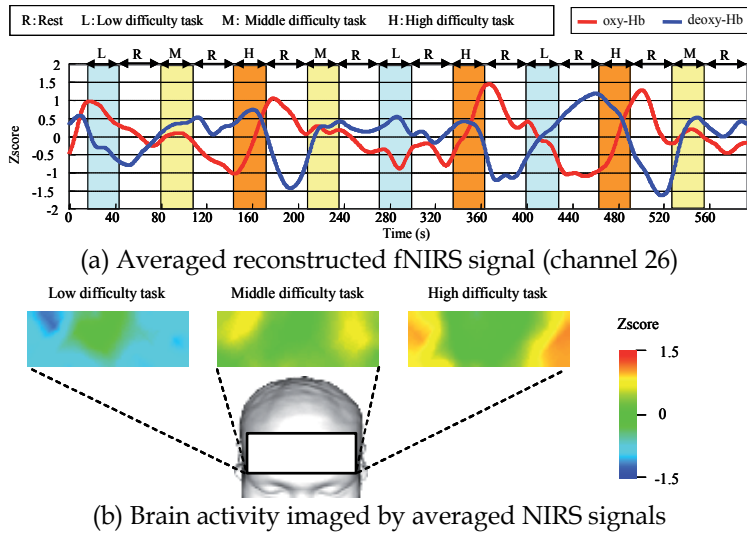 R : Rest L : Low difficulty task M : Middle difficulty task H : High difficulty task
oxy-Hb deoxy-Hb
L R M R H R M R L R H R L R H R M R
Zscore
2
1.5
1
0.5
0
-0.5
-1
-1.5
-2
0 40 80 120 160 200 240 280 320 360 400 440 480 520 560
Time (s)
(a) Averaged reconstructed fNIRS signal (channel 26)
Low difficulty task Middle difficulty task High difficulty task
Zscore
1.5
0
-1.5
(b) Brain activity imaged by averaged NIRS signals